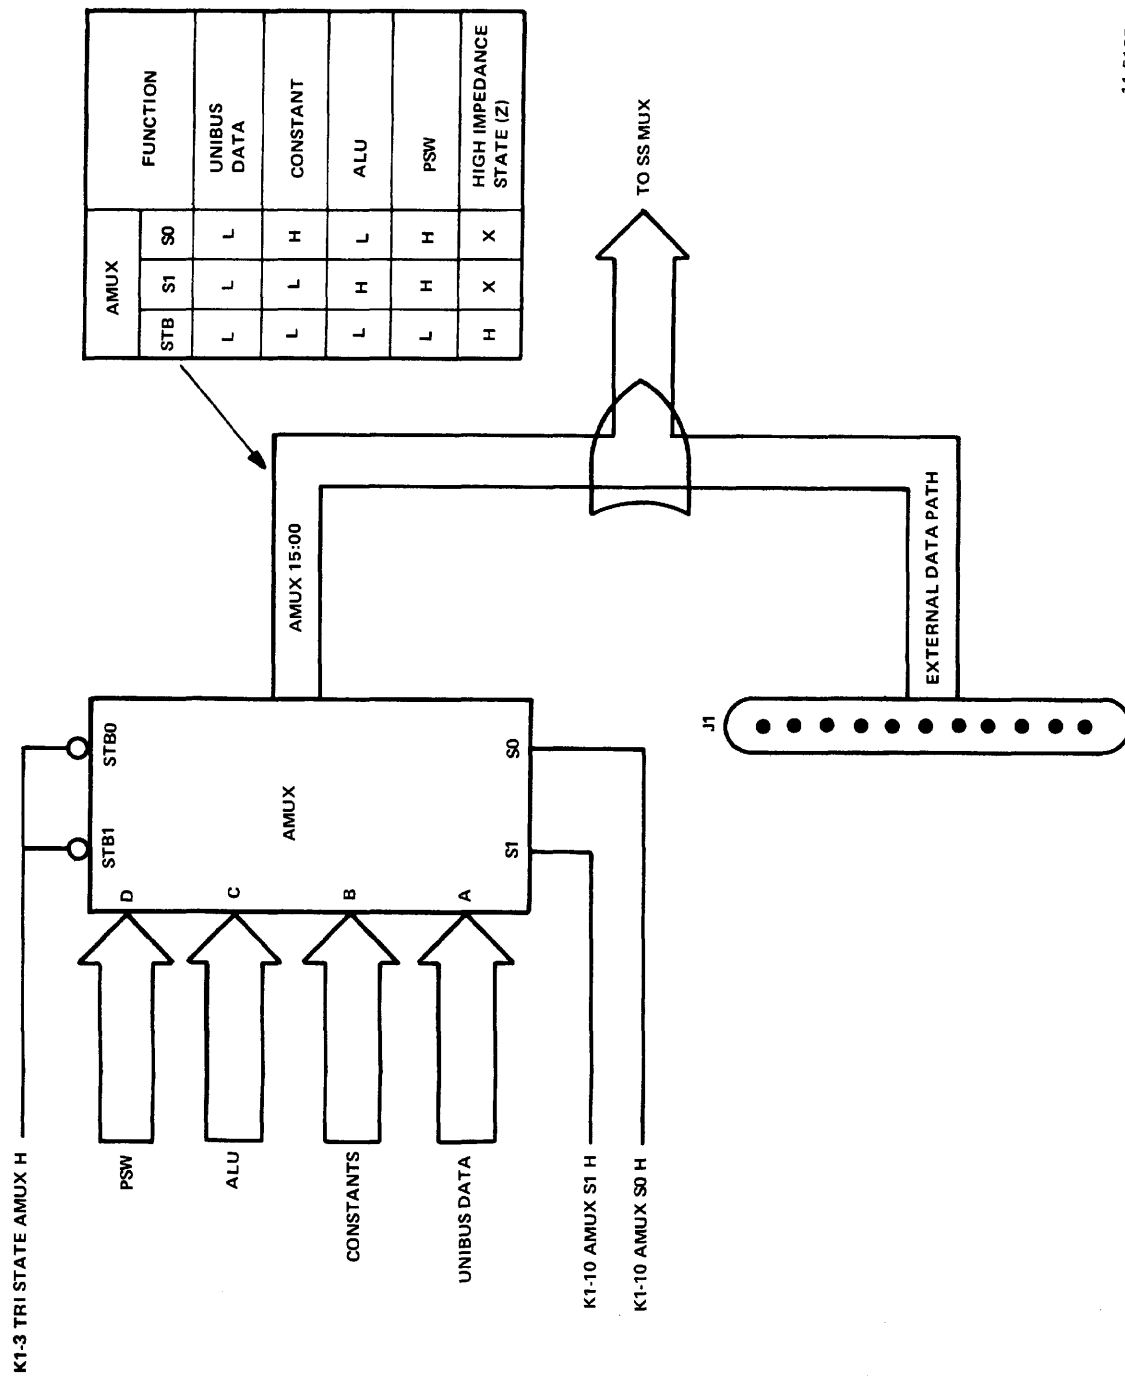 K1-3 TRI STATE AMUX H
PSW
ALU
CONSTANTS
UNIBUS DATA
K1-10 AMUX S1 H
K1-10 AMUX S0 H
D
C
B
A
STB1
STB0
AMUX
S1
S0
AMUX 15:00
J1
EXTERNAL DATA PATH
TO SS MUX
AMUX
FUNCTION
STB S1 S0
L L L UNIBUS
DATA
L L H CONSTANT
L H L ALU
L H H PSW
H X X HIGH IMPEDANCE
STATE (Z)